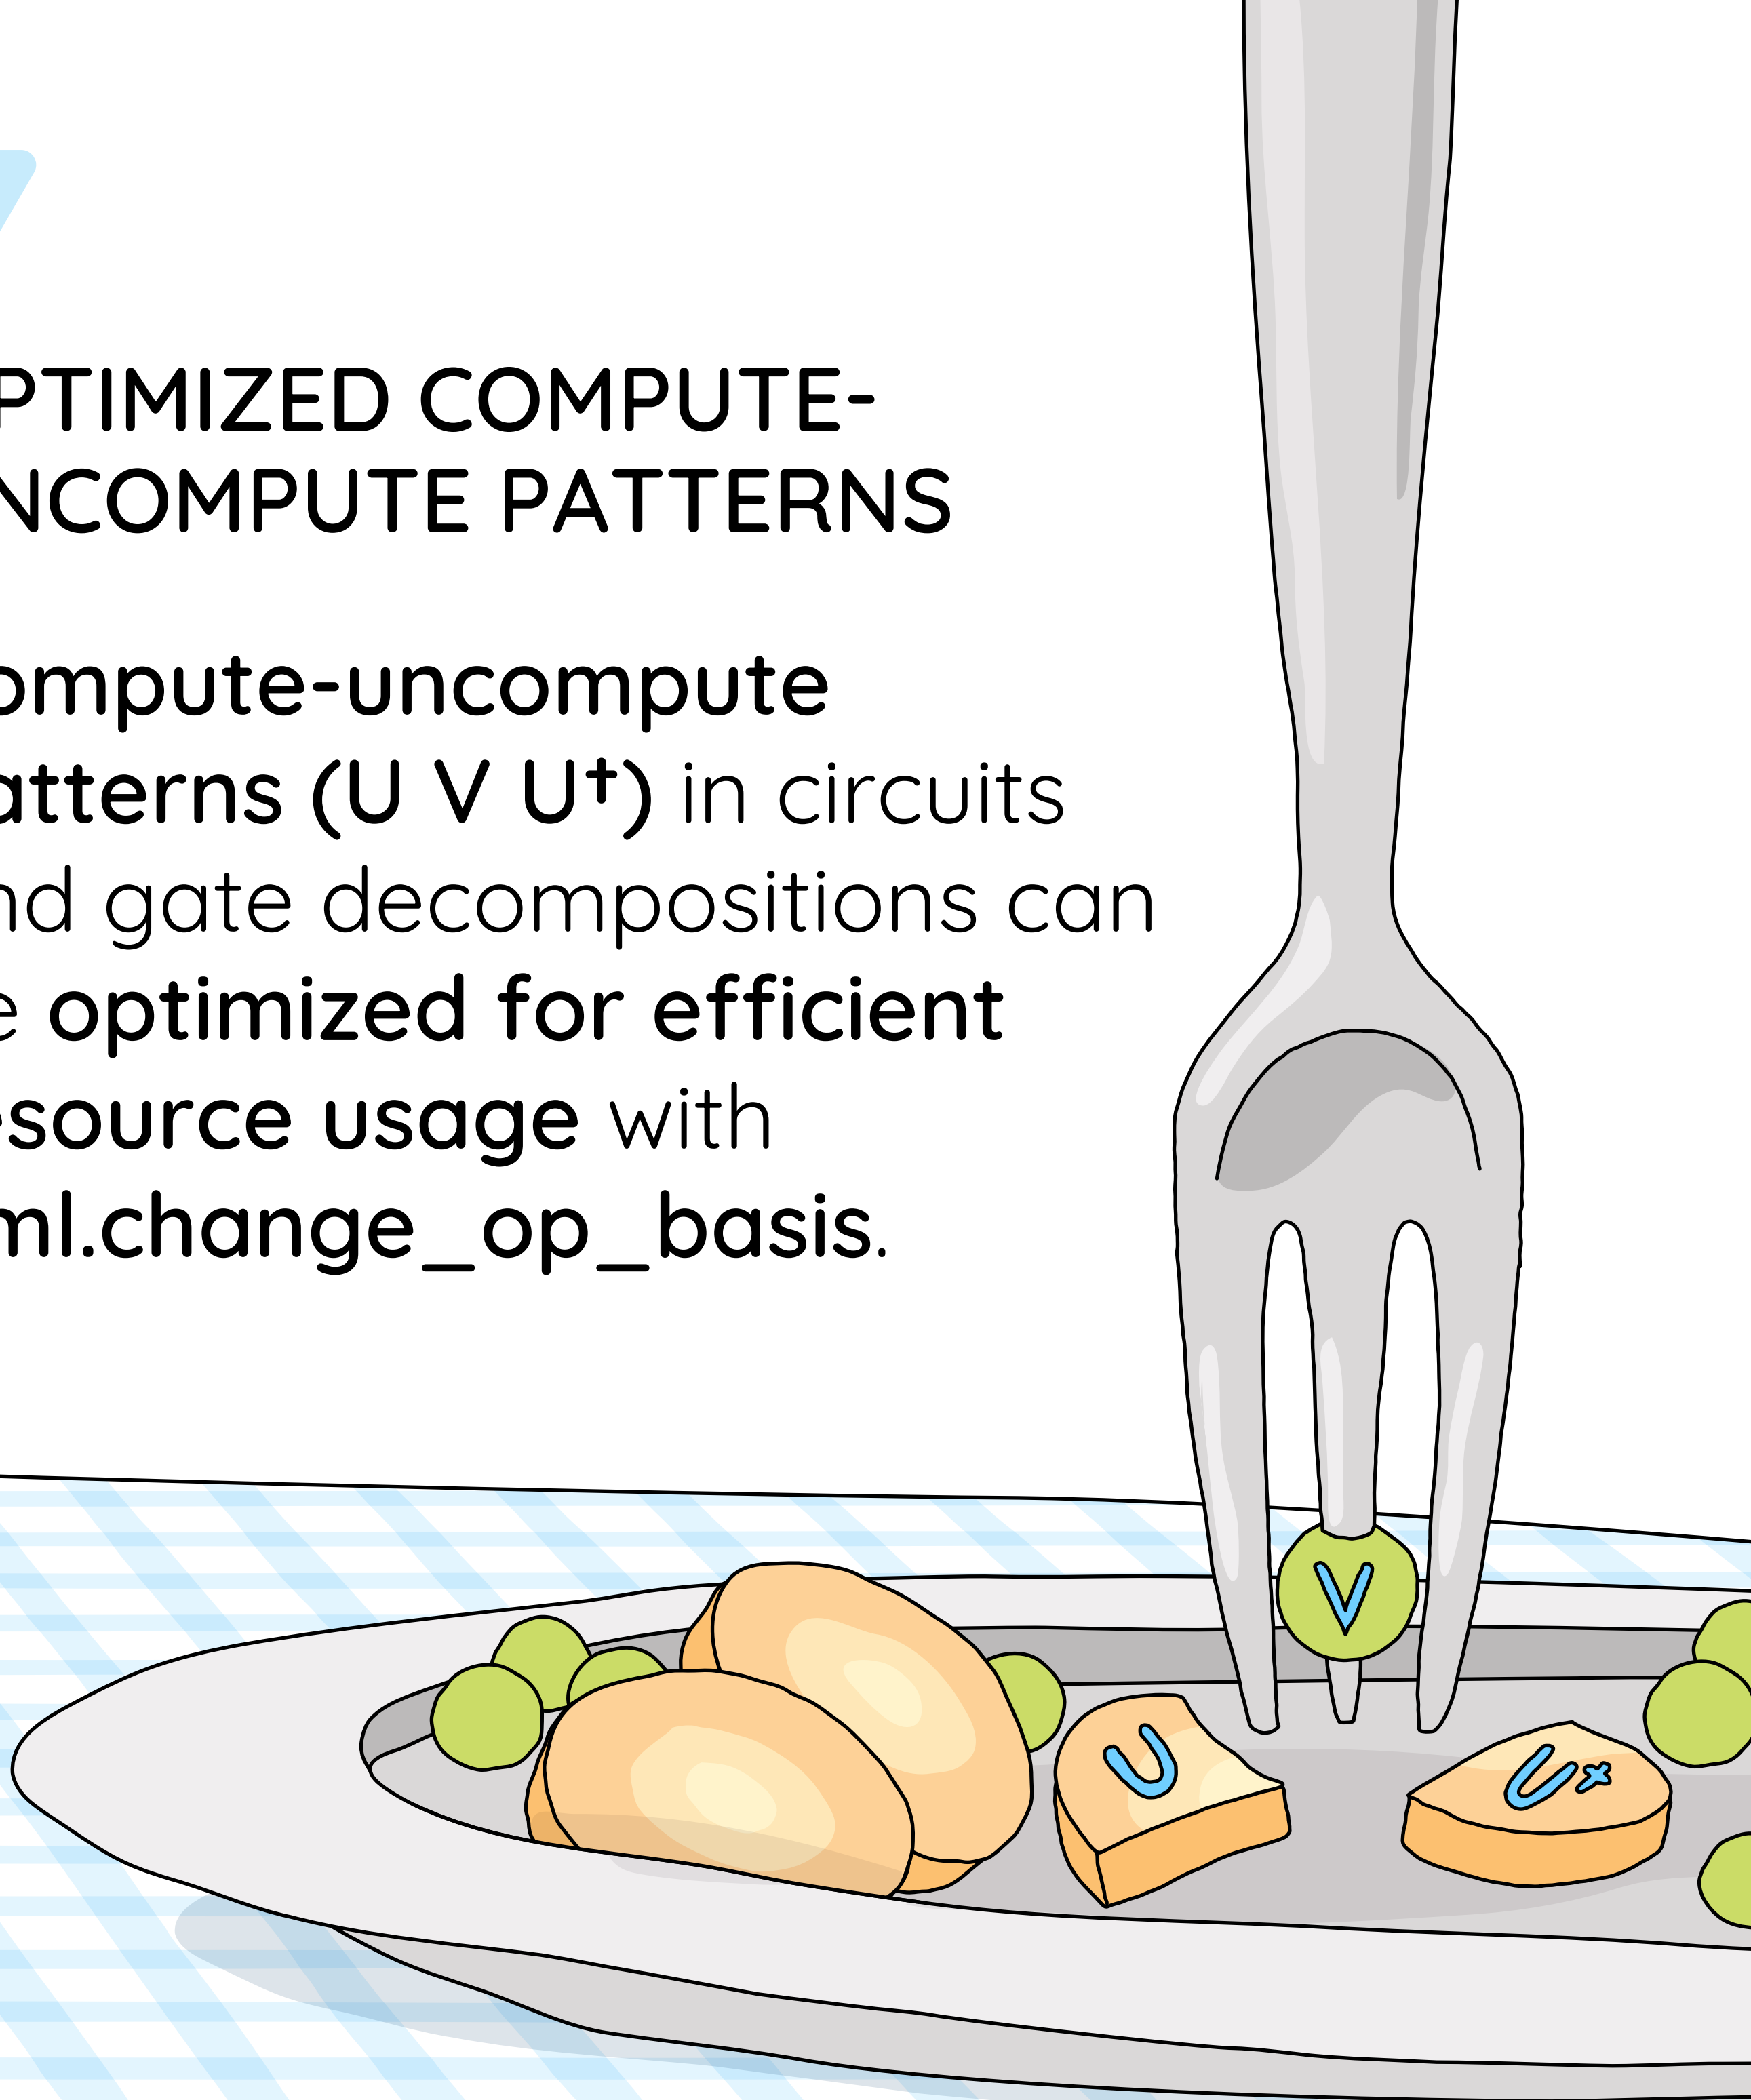 PTIMIZED COMPUTE-
NCOMPUTE PATTERNS
ompute-uncompute
atterns (U V U†) in circuits
nd gate decompositions can
e optimized for efficient
esource usage with
ml.change_op_basis.
V
U U†